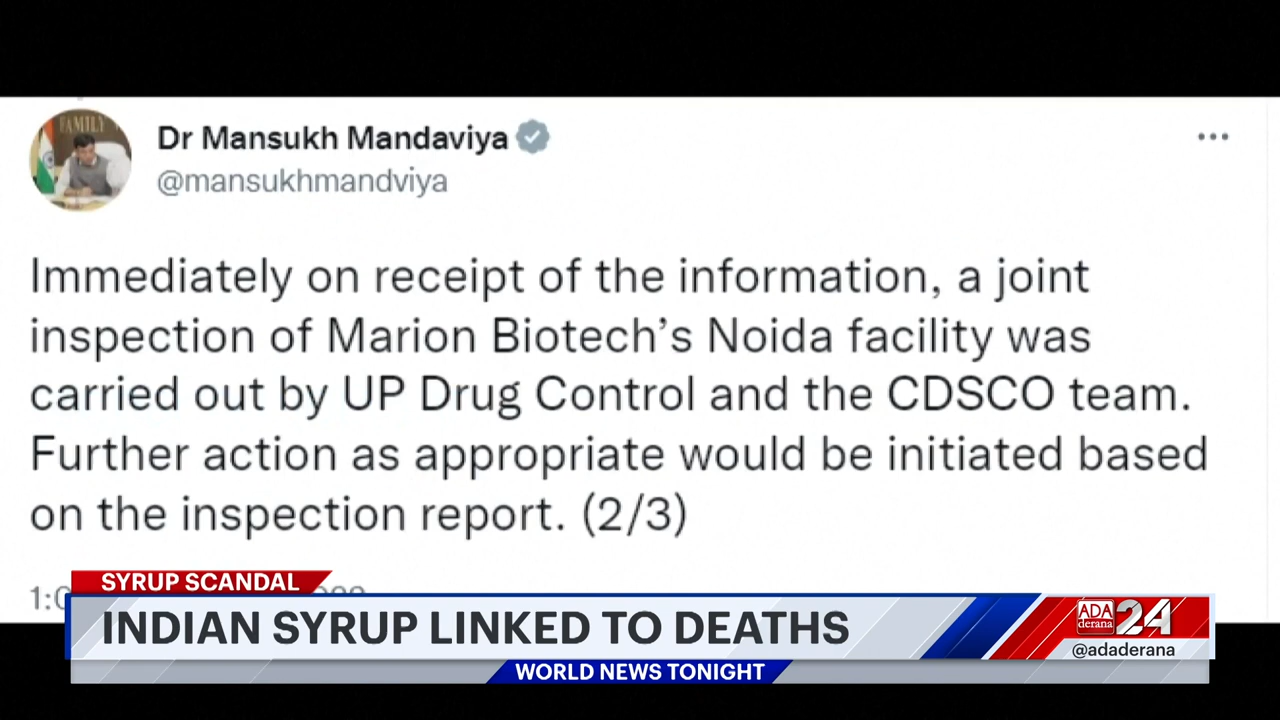 FAMILY
Dr Mansukh Mandaviya
@mansukhmandviya
Immediately on receipt of the information, a joint
inspection of Marion Biotech’s Noida facility was
carried out by UP Drug Control and the CDSCO team.
Further action as appropriate would be initiated based
on the inspection report. (2/3)
SYRUP SCANDAL
INDIAN SYRUP LINKED TO DEATHS
ADA
derana
24
@adaderana
WORLD NEWS TONIGHT